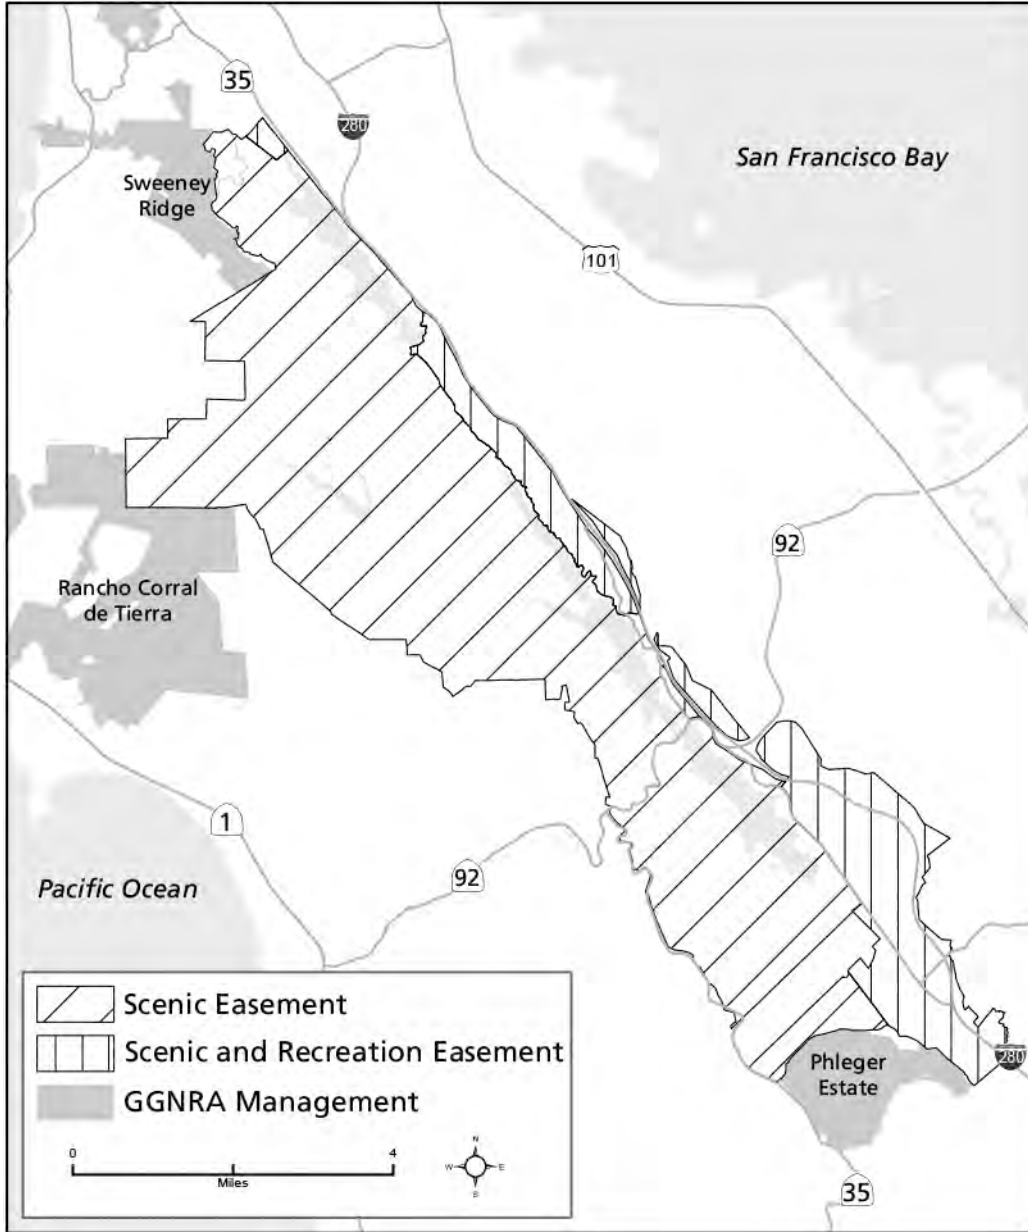 35
280
San Francisco Bay
Sweeney
Ridge
101
92
Rancho Corral
de Tierra
1
Pacific Ocean
92
Scenic Easement
Scenic and Recreation Easement
GGNRA Management
0
4
Miles
N
W
E
S
Phleger
Estate
280
35